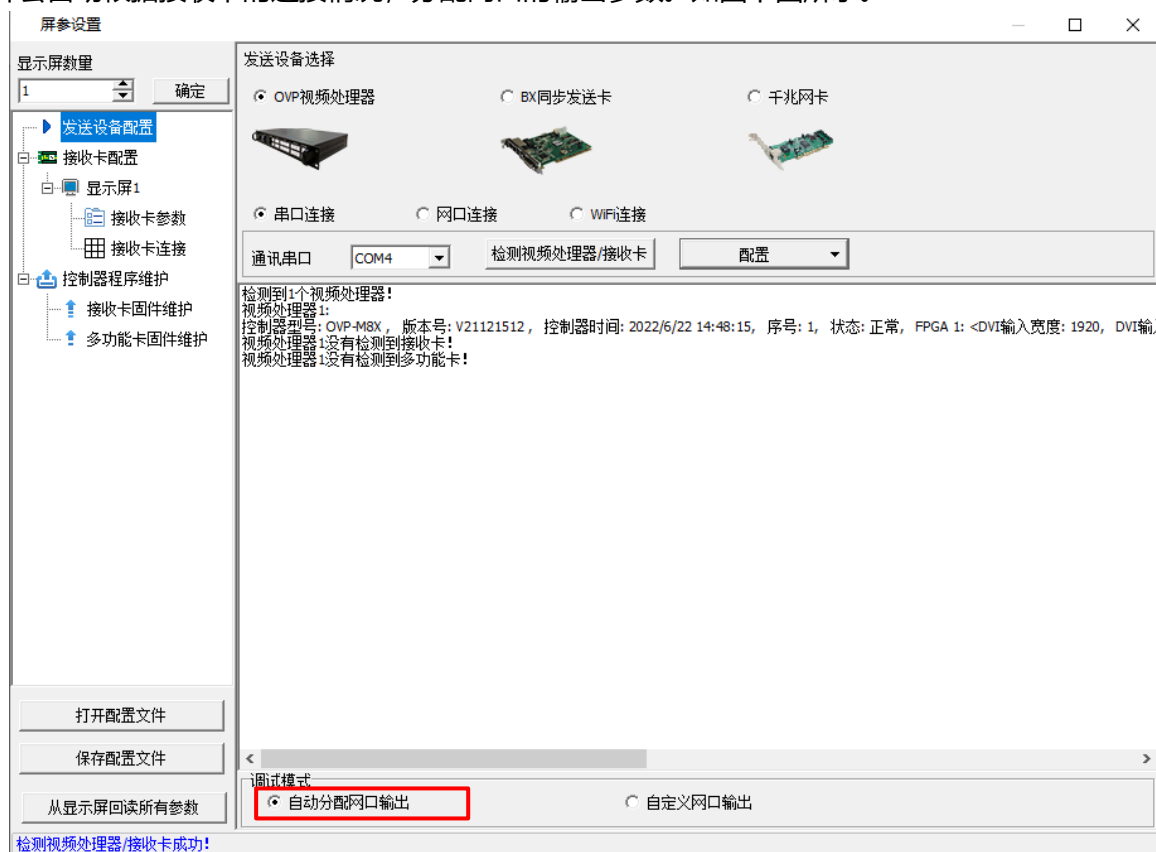 屏参设置
显示屏数量
1
确定
发送设备配置
接收卡配置
显示屏1
接收卡参数
接收卡连接
控制器程序维护
接收卡固件维护
多功能卡固件维护
打开配置文件
保存配置文件
从显示屏回读所有参数
发送设备选择
OVP视频处理器
BX同步发送卡
千兆网卡
串口连接
网口连接
WiFi连接
通讯串口
COM4
检测视频处理器/接收卡
配置
检测到1个视频处理器!
视频处理器1:
控制器型号: OVP-M8X, 版本号: V21121512, 控制器时间: 2022/6/22 14:48:15, 序号: 1, 状态: 正常, FPGA 1: <DVI输入宽度: 1920, DVI输
视频处理器1没有检测到接收卡!
视频处理器1没有检测到多功能卡!
调试模式
自动分配网口输出
自定义网口输出
检测视频处理器/接收卡成功!